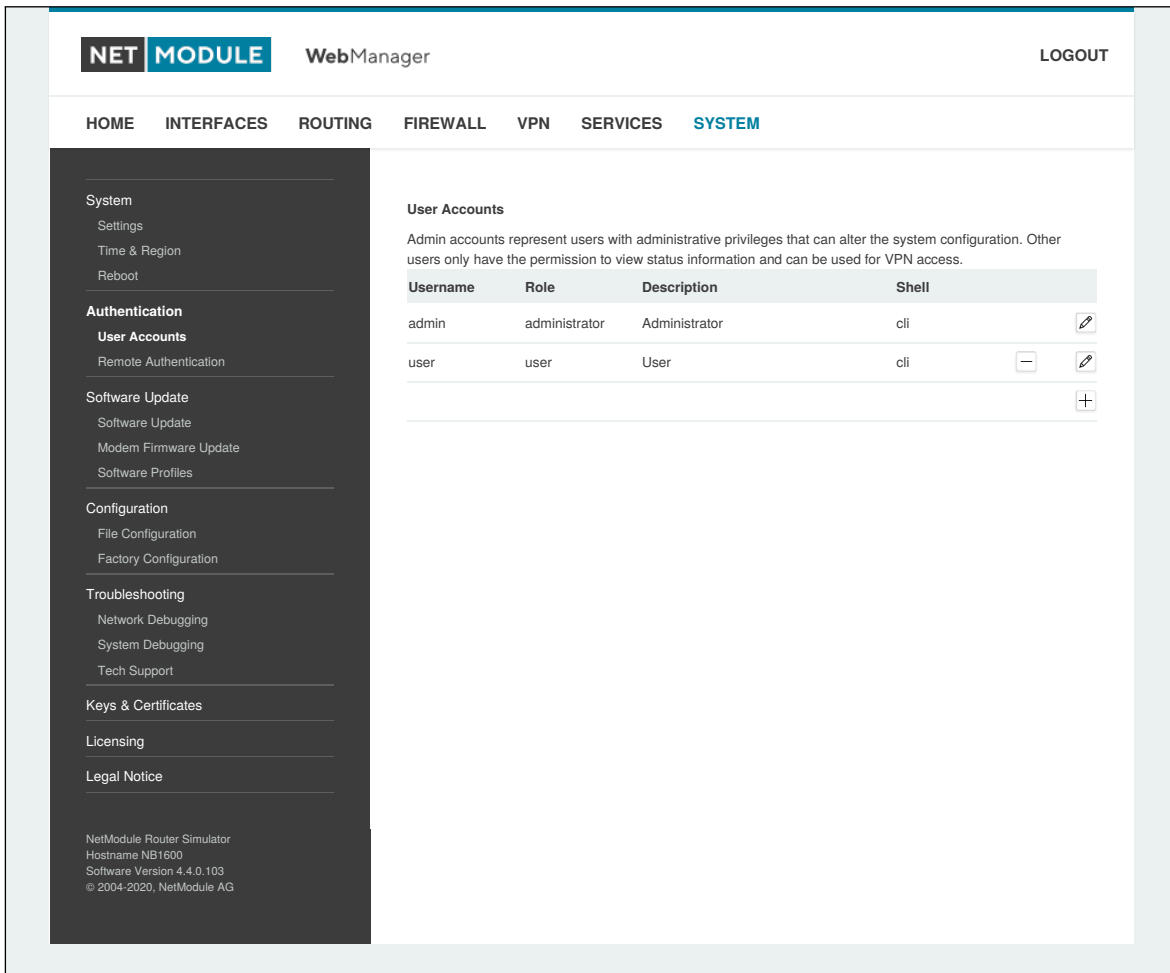 NET MODULE WebManager LOGOUT
HOME INTERFACES ROUTING FIREWALL VPN SERVICES SYSTEM
System
Settings
Time & Region
Reboot
Authentication
User Accounts
Remote Authentication
Software Update
Software Update
Modem Firmware Update
Software Profiles
Configuration
File Configuration
Factory Configuration
Troubleshooting
Network Debugging
System Debugging
Tech Support
Keys & Certificates
Licensing
Legal Notice
NetModule Router Simulator
Hostname NB1600
Software Version 4.4.0.103
© 2004-2020, NetModule AG
User Accounts
Admin accounts represent users with administrative privileges that can alter the system configuration. Other
users only have the permission to view status information and can be used for VPN access.
Username Role Description Shell
admin administrator Administrator cli
user user User cli